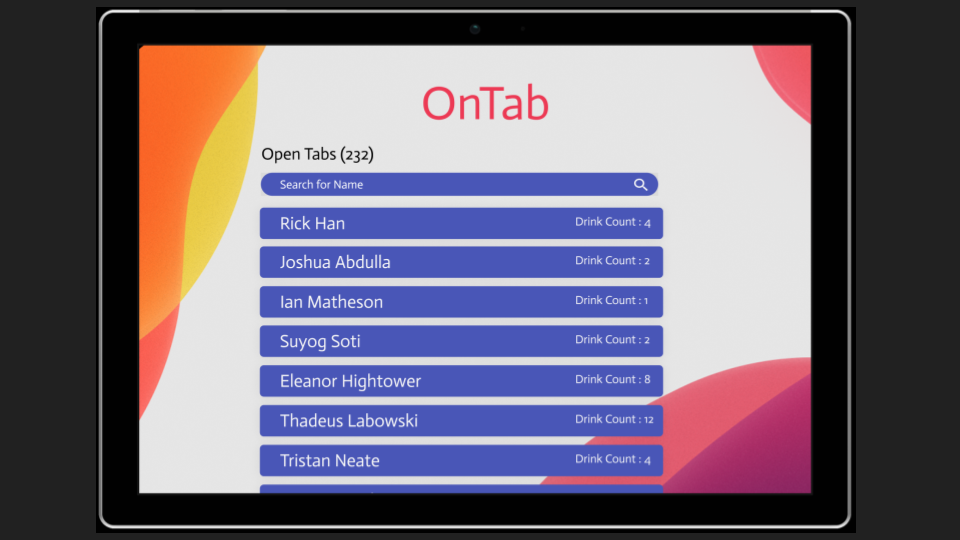 OnTab
Open Tabs (232)
Search for Name
Rick Han Drink Count : 4
Joshua Abdulla Drink Count : 2
Ian Matheson Drink Count : 1
Suyog Soti Drink Count : 2
Eleanor Hightower Drink Count : 8
Thadeus Labowski Drink Count : 12
Tristan Neate Drink Count : 4